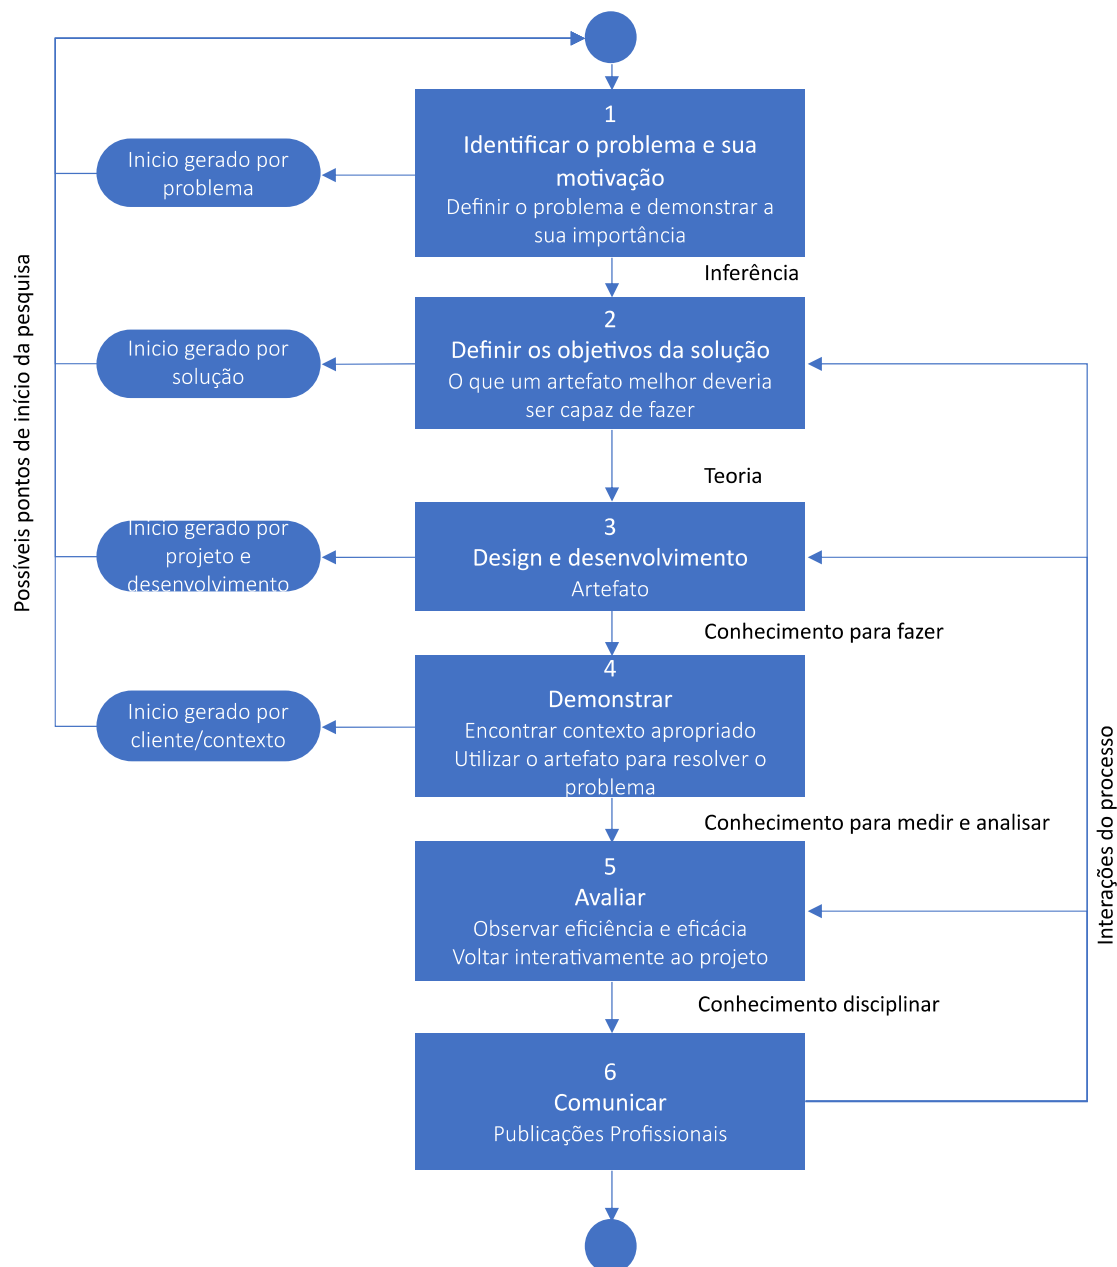 1
Identificar o problema e sua
motivação
Definir o problema e demonstrar a
sua importância
Inicio gerado por
problema
Inferência
2
Definir os objetivos da solução
O que um artefato melhor deveria
ser capaz de fazer
Inicio gerado por
solução
Possíveis pontos de início da pesquisa
Teoria
3
Design e desenvolvimento
Artefato
Inicio gerado por
projeto e
desenvolvimento
Conhecimento para fazer
4
Demonstrar
Encontrar contexto apropriado
Utilizar o artefato para resolver o
problema
Inicio gerado por
cliente/contexto
Conhecimento para medir e analisar
Interações do processo
5
Avaliar
Observar eficiência e eficácia
Voltar interativamente ao projeto
Conhecimento disciplinar
6
Comunicar
Publicações Profissionais